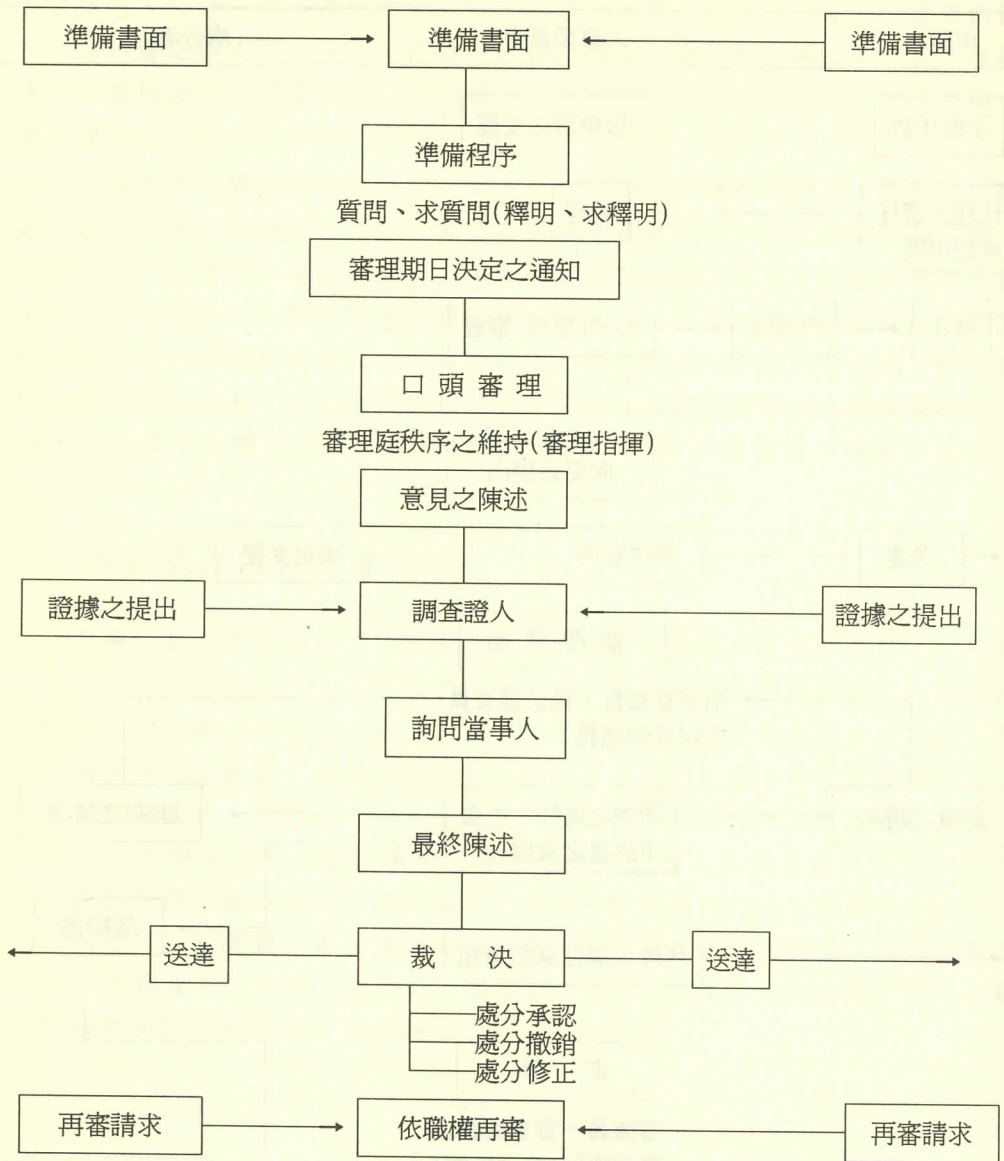 準備書面 準備書面 準備書面
準備程序
質問、求質問(釋明、求釋明)
審理期日決定之通知
口頭審理
審理庭秩序之維持(審理指揮)
意見之陳述
證據之提出 調查證人 證據之提出
詢問當事人
最終陳述
送達 裁決 送達
處分承認
處分撤銷
處分修正
再審請求 依職權再審 再審請求